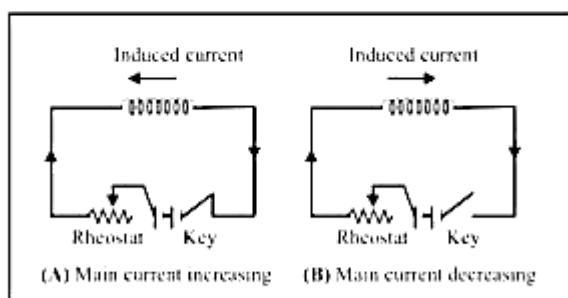 Induced current
Induced current
Rheostat
Key
Rheostat
Key
(A) Main current increasing
(B) Main current decreasing